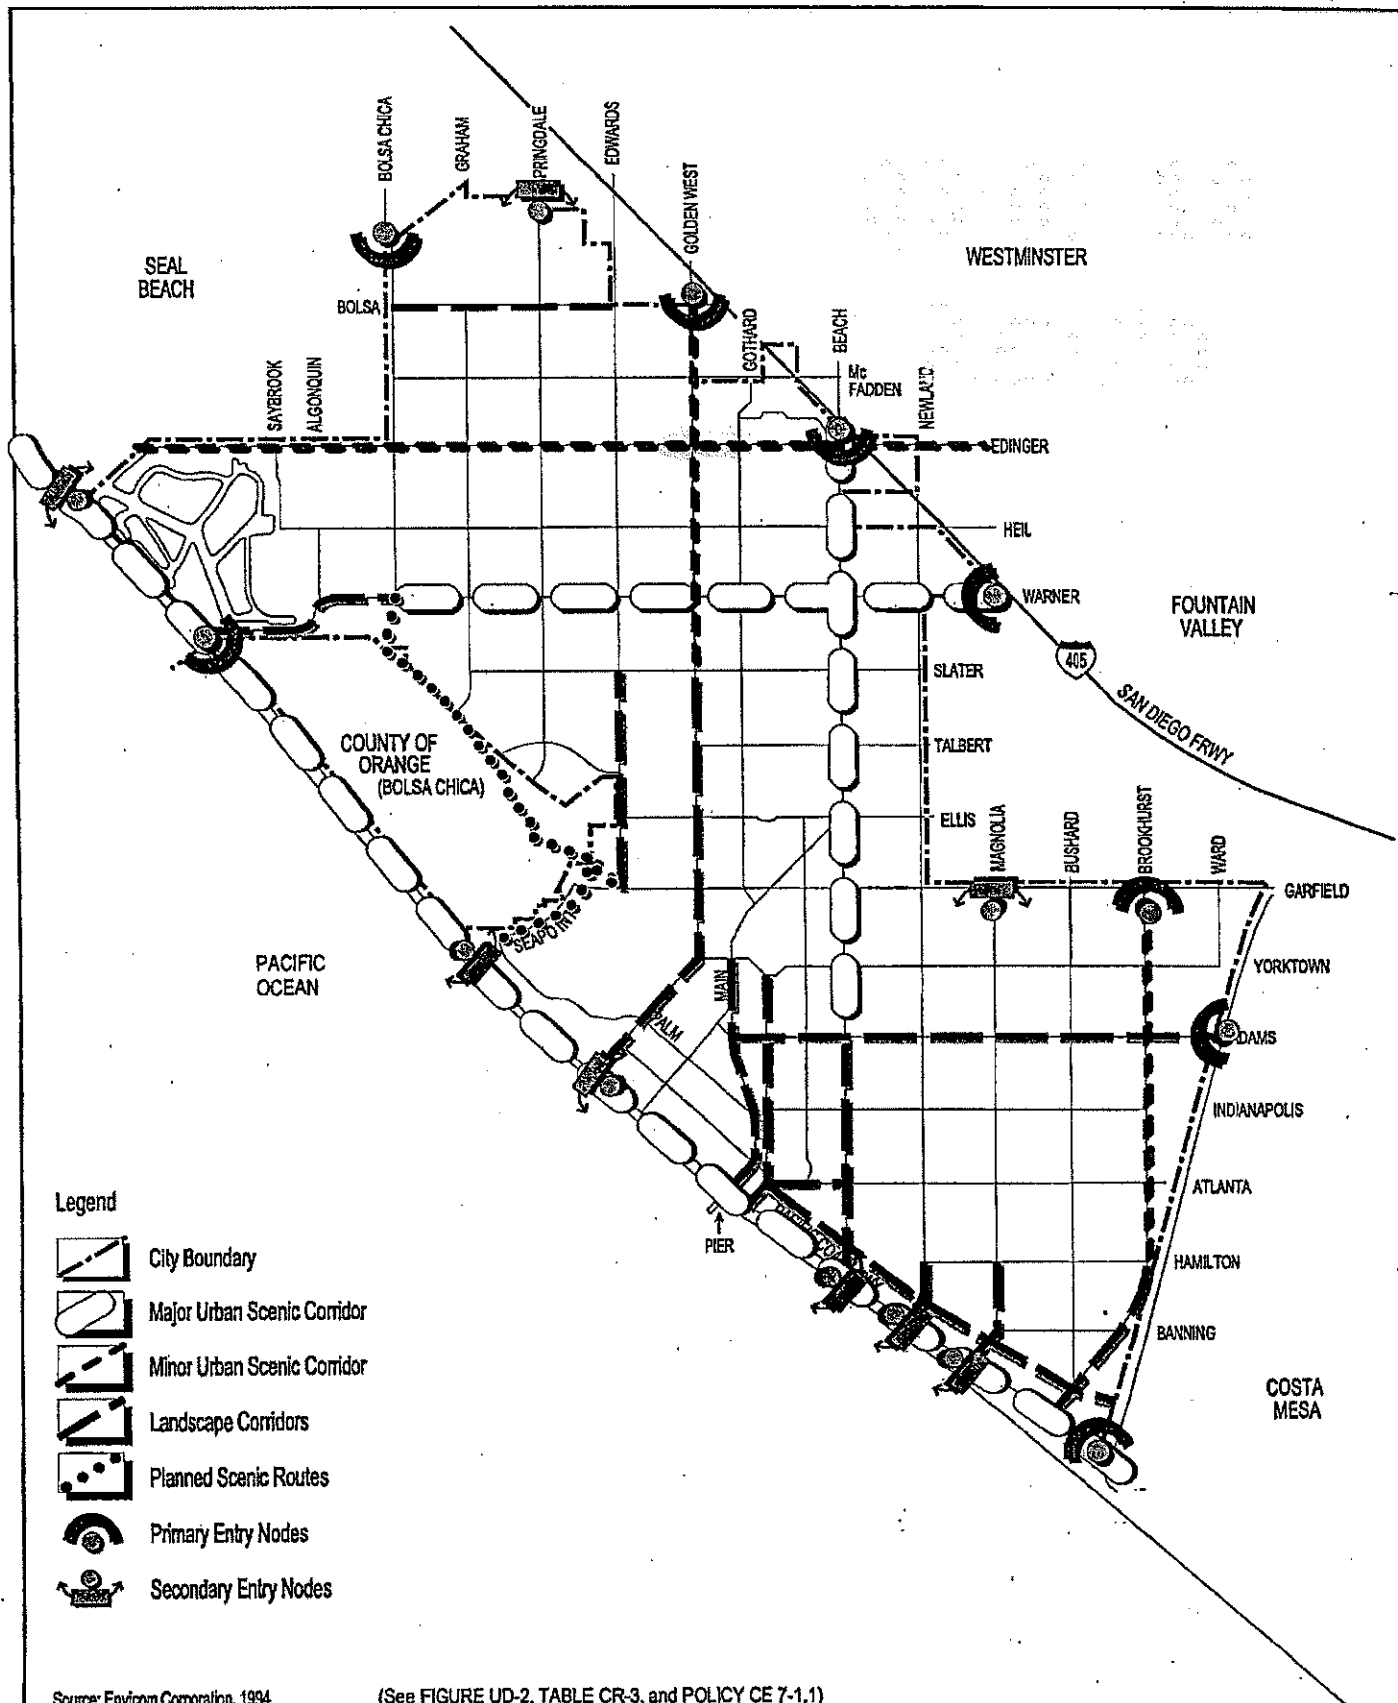 BOLSA CHICA
GRAHAM
PRINGDALE
EDWARDS
GOLDEN WEST
WESTMINSTER
SEAL
BEACH
BOLSA
GOTHARD
BEACH
Mc
FADDEN
NEWLAND
SAYBROOK
ALGONQUIN
EDINGER
HEIL
WARNER
FOUNTAIN
VALLEY
405
SLATER
SAN DIEGO FRWY
COUNTY OF
ORANGE
(BOLSA CHICA)
TALBERT
ELLIS
MAGNOLIA
BUSHARD
BROOKHURST
WARD
GARFIELD
SEAPOINT
PACIFIC
OCEAN
MAIN
YORKTOWN
PALM
DAMS
INDIANAPOLIS
ATLANTA
PIER
HAMILTON
BANNING
COSTA
MESA
Legend
City Boundary
Major Urban Scenic Corridor
Minor Urban Scenic Corridor
Landscape Corridors
Planned Scenic Routes
Primary Entry Nodes
Secondary Entry Nodes
Source: Envicom Corporation, 1994
(See FIGURE UD-2, TABLE CR-3, and POLICY CE 7-1.1)